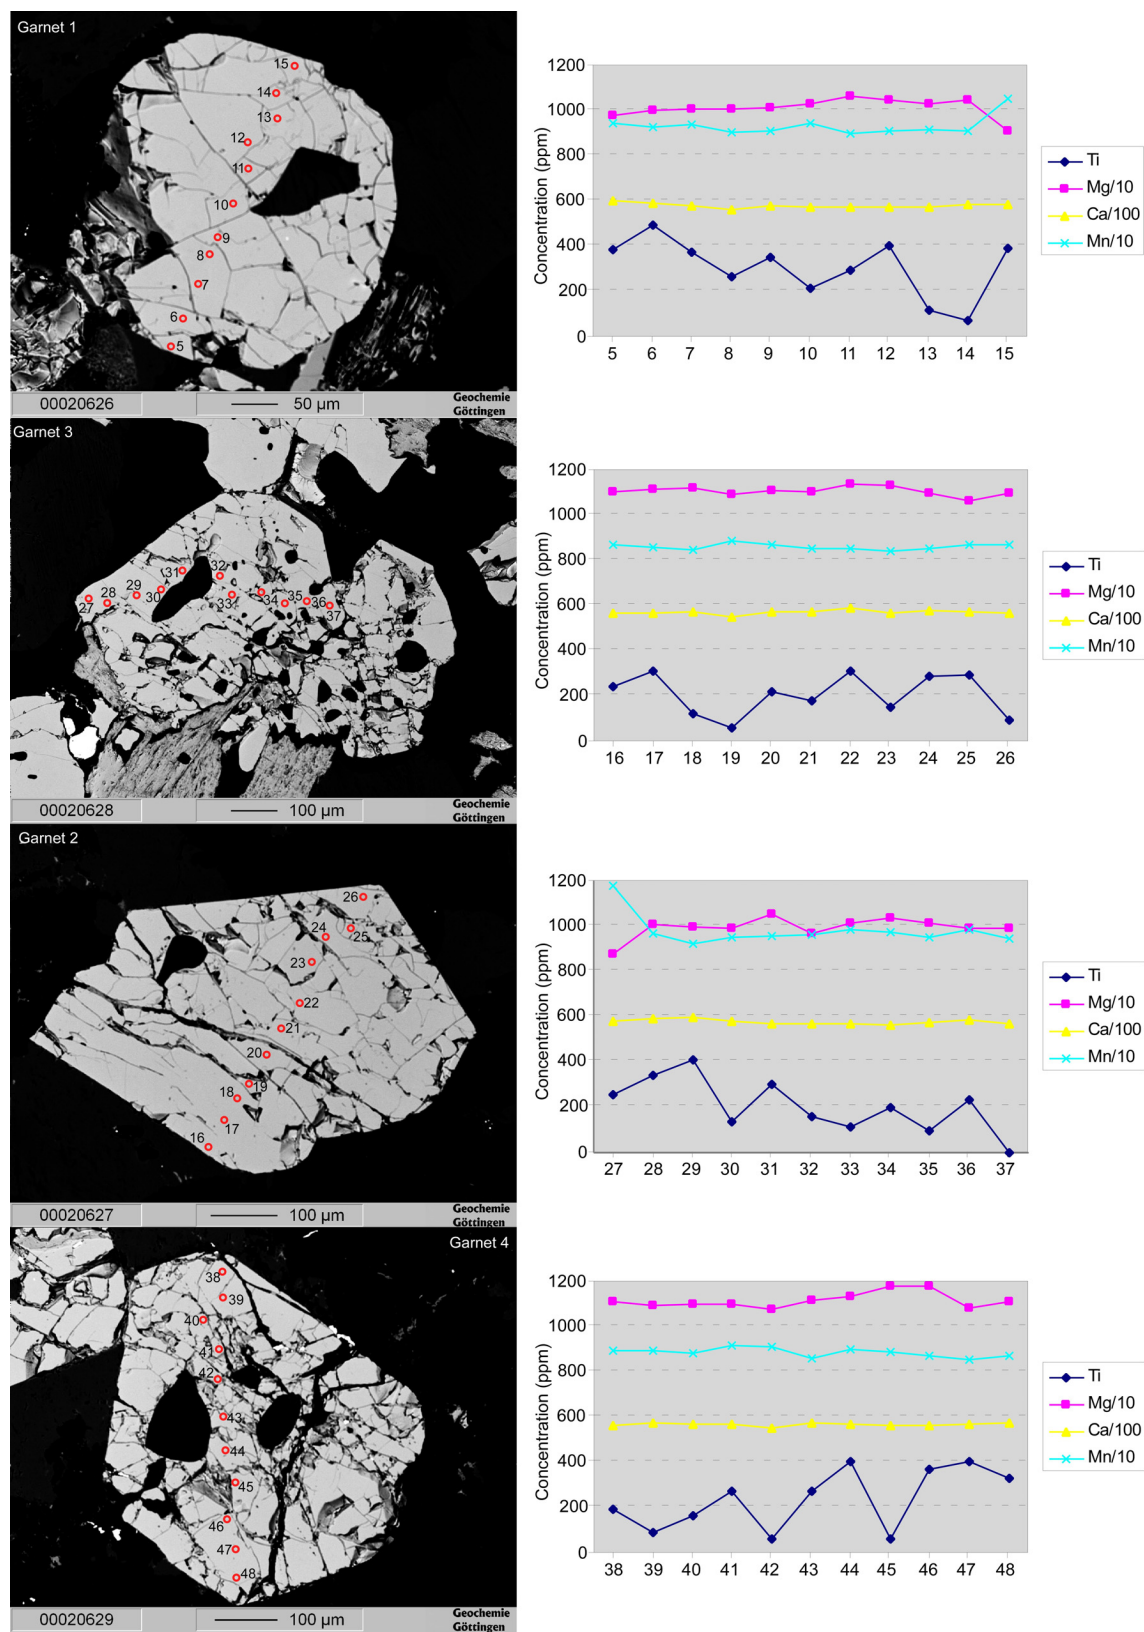 Garnet 1
15
14
13
12
11
10
9
8
7
6
5
00020626
50 µm
Geochemie
Göttingen
Concentration (ppm)
1200
1000
800
600
400
200
0
5 6 7 8 9 10 11 12 13 14 15
Ti
Mg/10
Ca/100
Mn/10
Garnet 3
27 28 29 30 31 32 33 34 35 36 37
00020628
100 µm
Geochemie
Göttingen
Concentration (ppm)
1200
1000
800
600
400
200
0
16 17 18 19 20 21 22 23 24 25 26
Ti
Mg/10
Ca/100
Mn/10
Garnet 2
26
25
24
23
22
21
20
19
18
17
16
00020627
100 µm
Geochemie
Göttingen
Concentration (ppm)
1200
1000
800
600
400
200
0
27 28 29 30 31 32 33 34 35 36 37
Ti
Mg/10
Ca/100
Mn/10
Garnet 4
38
39
40
41
42
43
44
45
46
47
48
00020629
100 µm
Geochemie
Göttingen
Concentration (ppm)
1200
1000
800
600
400
200
0
38 39 40 41 42 43 44 45 46 47 48
Ti
Mg/10
Ca/100
Mn/10